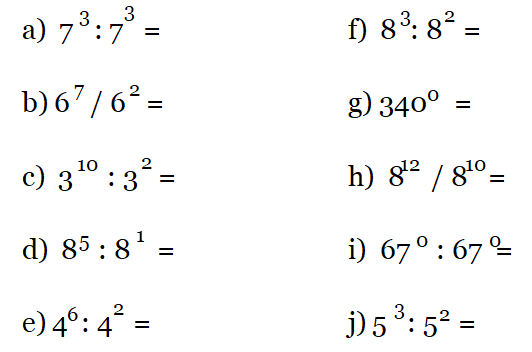 a) 7³ : 7³ =
b) 6⁷ / 6² =
c) 3¹⁰ : 3² =
d) 8⁵ : 8¹ =
e) 4⁶ : 4² =
f) 8³ : 8² =
g) 340⁰ =
h) 8¹² / 8¹⁰ =
i) 67⁰ : 67⁰ =
j) 5³ : 5² =